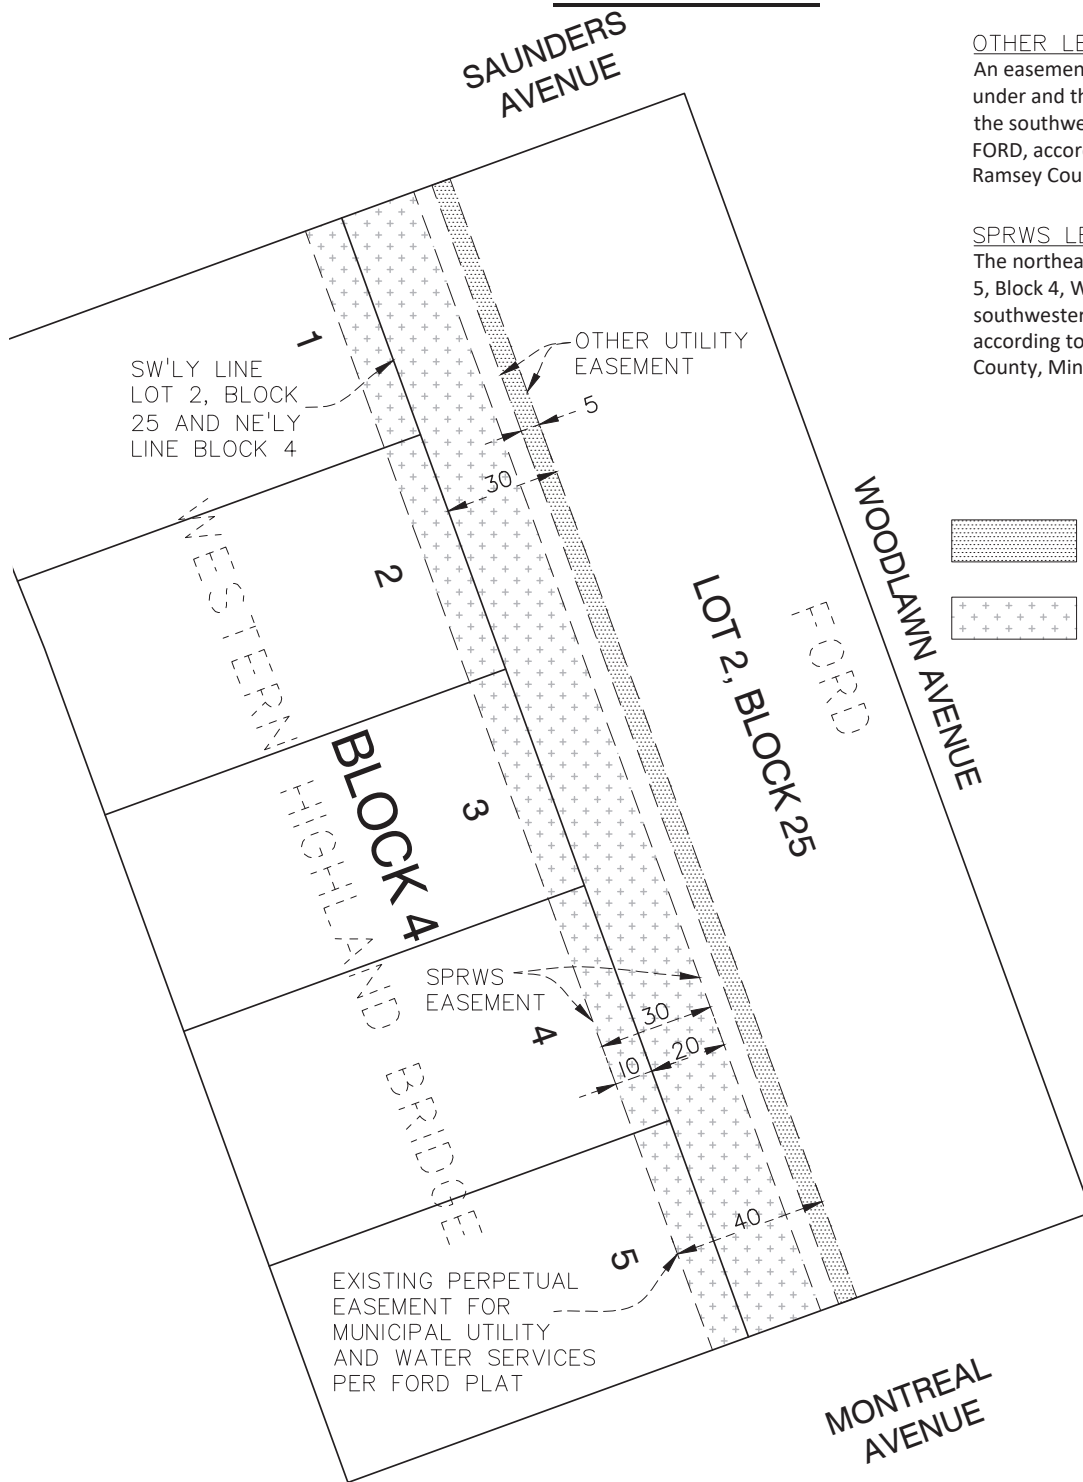 SAUNDERS
AVENUE
OTHER LE
An easemen
under and th
the southwe
FORD, accor
Ramsey Cou
SPRWS LE
The northea
5, Block 4, W
southwester
according to
County, Min
1
SW'LY LINE
LOT 2, BLOCK
25 AND NE'LY
LINE BLOCK 4
OTHER UTILITY
EASEMENT
5
30
2
WESTERN HIGHLAND BRIDGE
LOT 2, BLOCK 25
FORD
WOODLAWN AVENUE
BLOCK 4
3
SPRWS
EASEMENT
4
30
10
20
40
5
EXISTING PERPETUAL
EASEMENT FOR
MUNICIPAL UTILITY
AND WATER SERVICES
PER FORD PLAT
MONTREAL
AVENUE